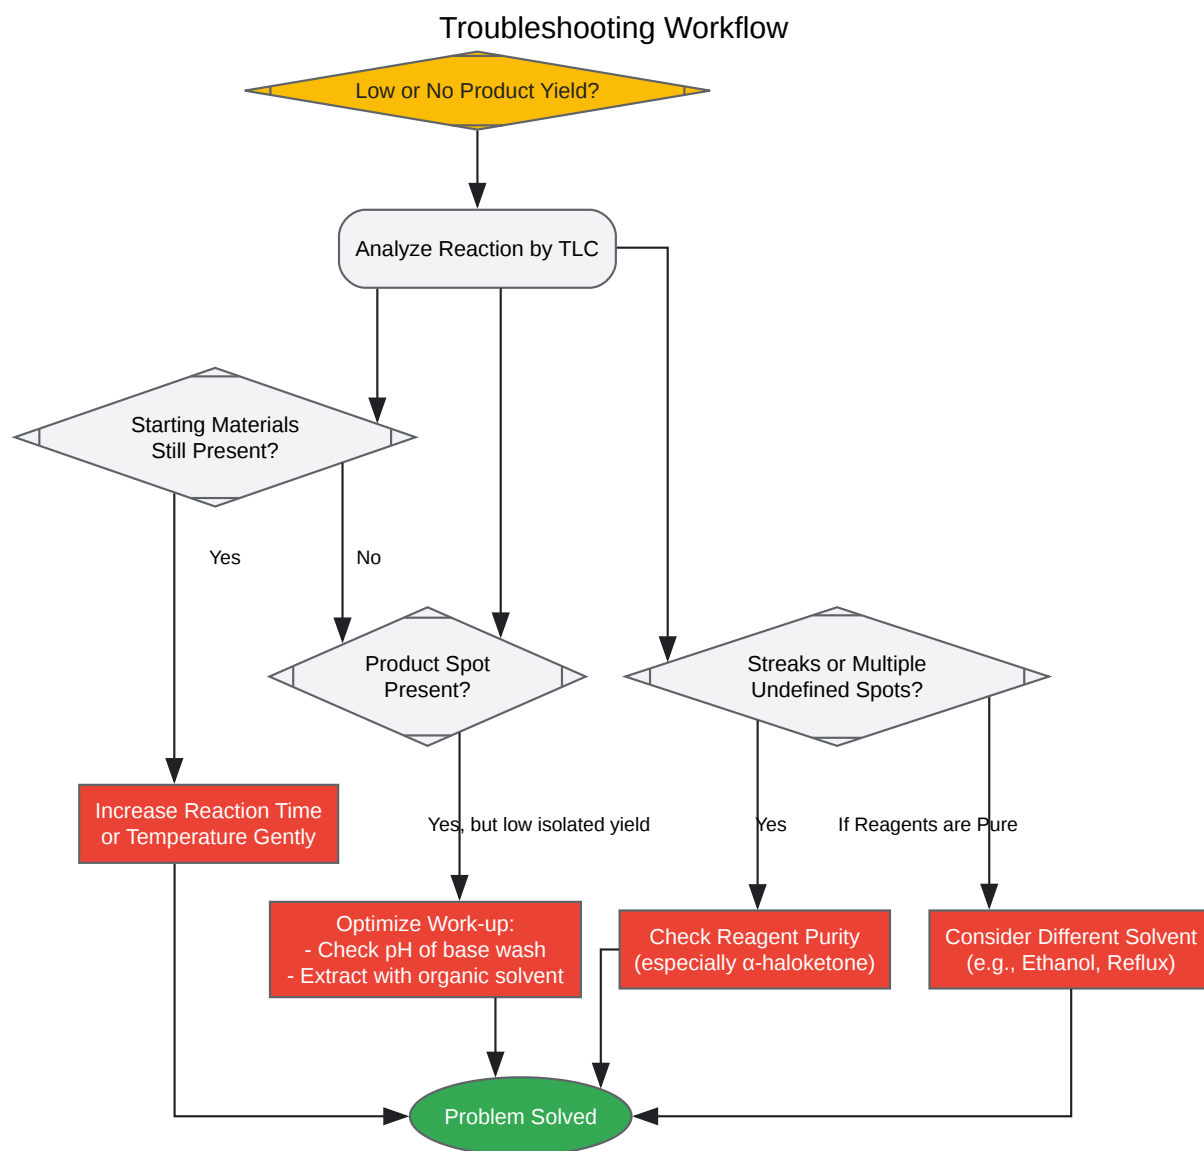 Troubleshooting Workflow
Low or No Product Yield?
Analyze Reaction by TLC
Starting Materials
Still Present?
Yes
No
Product Spot
Present?
Streaks or Multiple
Undefined Spots?
Increase Reaction Time
or Temperature Gently
Yes, but low isolated yield
Yes
If Reagents are Pure
Optimize Work-up:
- Check pH of base wash
- Extract with organic solvent
Check Reagent Purity
(especially α-haloketone)
Consider Different Solvent
(e.g., Ethanol, Reflux)
Problem Solved